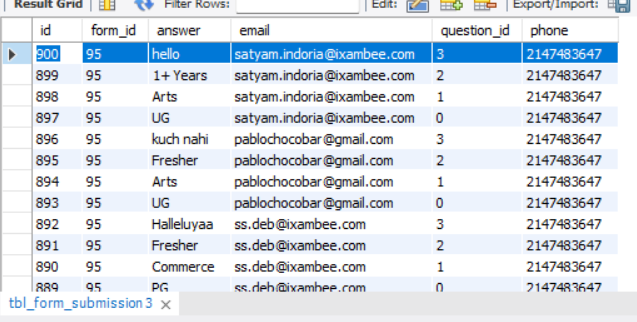 Result Grid Filter Rows: Edit: Export/Import:
id form_id answer email question_id phone
900 95 hello satyam.indoria@ixambee.com 3 2147483647
899 95 1+ Years satyam.indoria@ixambee.com 2 2147483647
898 95 Arts satyam.indoria@ixambee.com 1 2147483647
897 95 UG satyam.indoria@ixambee.com 0 2147483647
896 95 kuch nahi pablochocobar@gmail.com 3 2147483647
895 95 Fresher pablochocobar@gmail.com 2 2147483647
894 95 Arts pablochocobar@gmail.com 1 2147483647
893 95 UG pablochocobar@gmail.com 0 2147483647
892 95 Halleluyaa ss.deb@ixambee.com 3 2147483647
891 95 Fresher ss.deb@ixambee.com 2 2147483647
890 95 Commerce ss.deb@ixambee.com 1 2147483647
889 95 PG ss.deb@ixambee.com 0 2147483647
tbl_form_submission 3